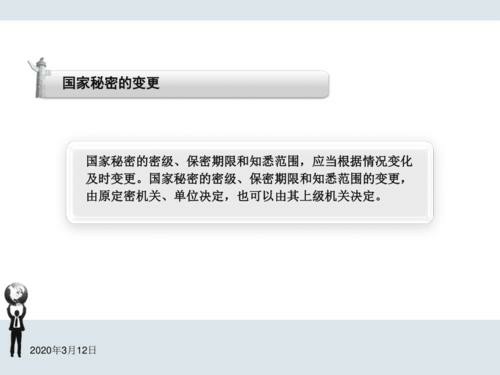 国家秘密的变更
国家秘密的密级、保密期限和知悉范围，应当根据情况变化
及时变更。国家秘密的密级、保密期限和知悉范围的变更，
由原定密机关、单位决定，也可以由其上级机关决定。
2020年3月12日